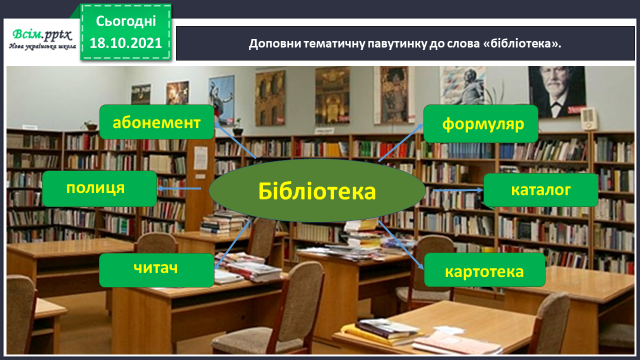 Всім.pptx
Нова українська школа
Сьогодні
18.10.2021
Доповни тематичну павутинку до слова «бібліотека».
абонемент
формуляр
полиця
Бібліотека
каталог
читач
картотека